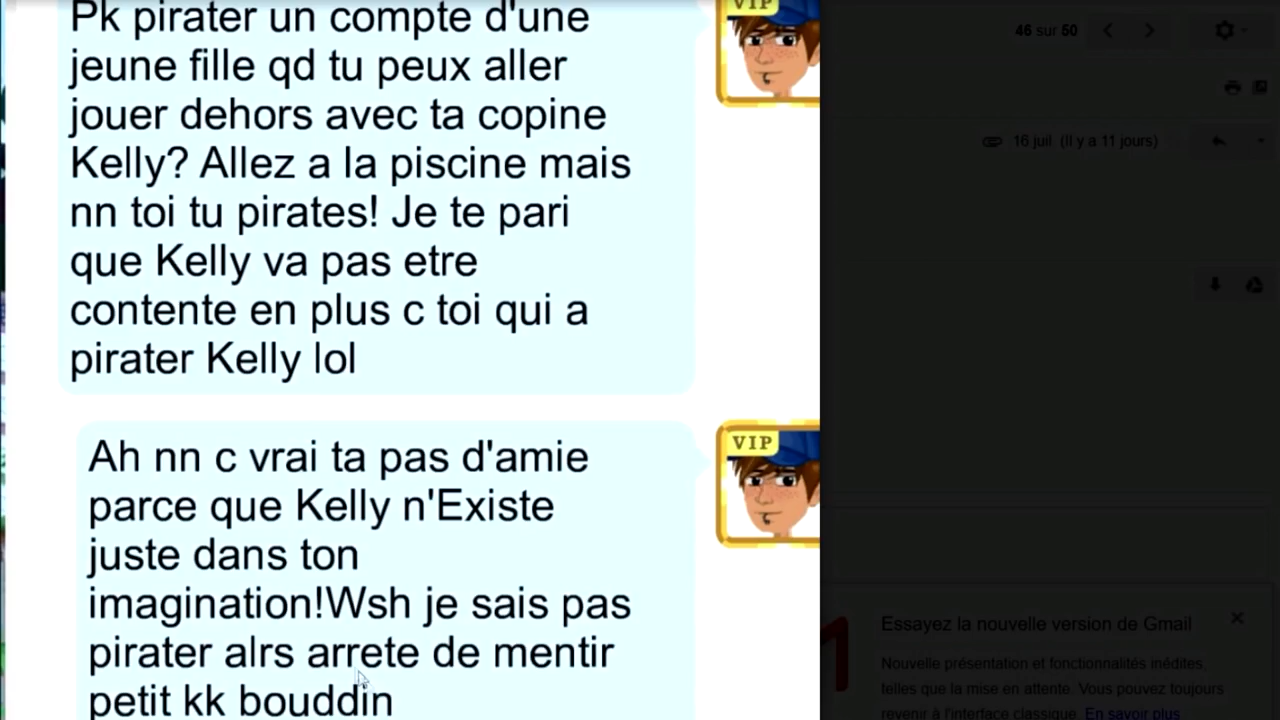 Pk pirater un compte d'une
jeune fille qd tu peux aller
jouer dehors avec ta copine
Kelly? Allez a la piscine mais
nn toi tu pirates! Je te pari
que Kelly va pas etre
contente en plus c toi qui a
pirater Kelly lol
VIP
Ah nn c vrai ta pas d'amie
parce que Kelly n'Existe
juste dans ton
imagination!Wsh je sais pas
pirater alrs arrete de mentir
petit kk bouddin
VIP
46 sur 50
16 juil (Il y a 11 jours)
1
Essayez la nouvelle version de Gmail
Nouvelle présentation et fonctionnalités inédites,
telles que la mise en attente. Vous pouvez toujours
revenir à l'interface classique. En savoir plus